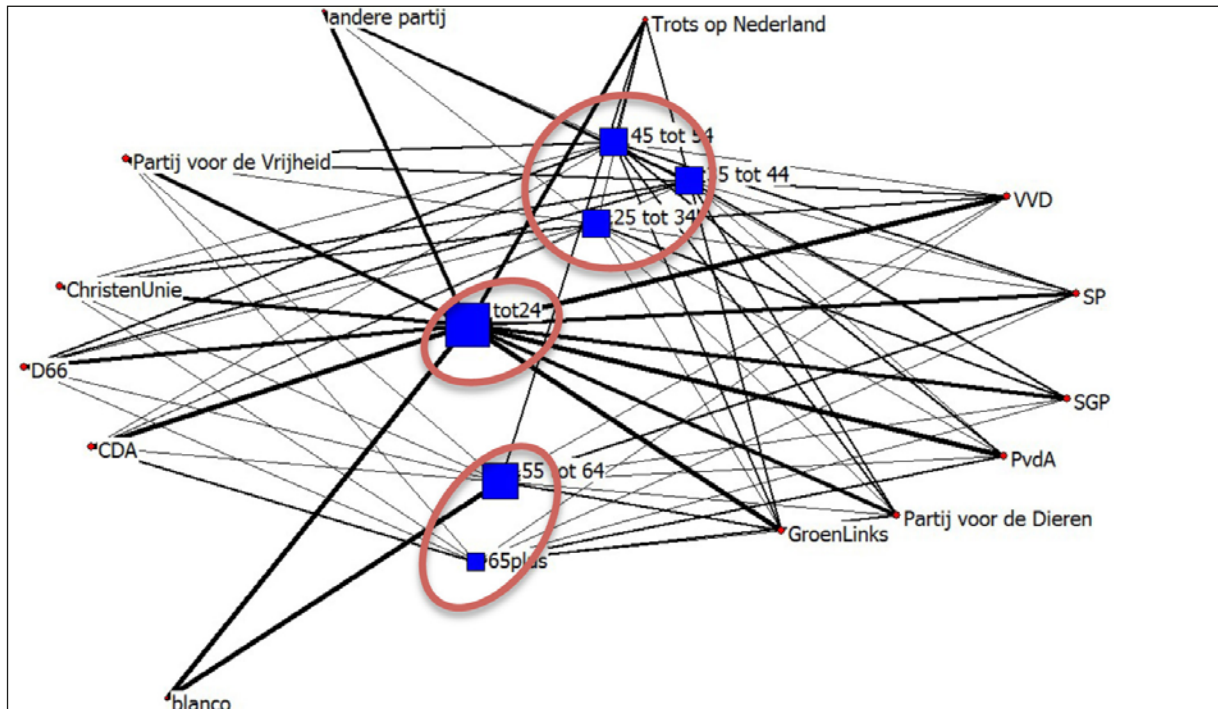 andere partij
Trots op Nederland
45 tot 54
Partij voor de Vrijheid
35 tot 44
VVD
25 tot 34
ChristenUnie
SP
tot24
D66
SGP
CDA
PvdA
55 tot 64
Partij voor de Dieren
GroenLinks
65plus
blanco